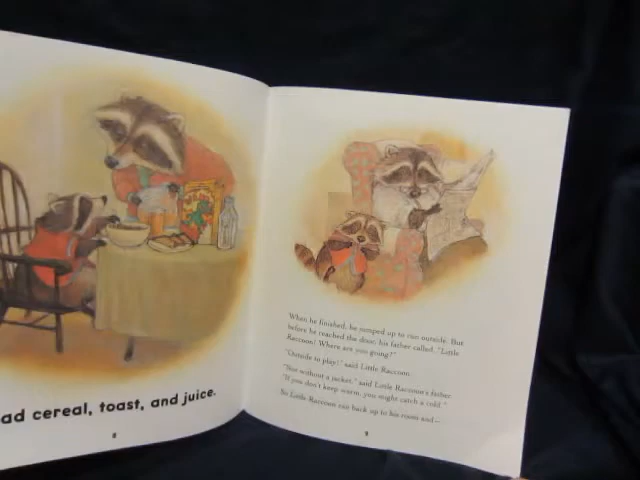 ad cereal, toast, and juice.
8
When he finished, he jumped up to run outside. But
before he reached the door, his father called, "Little
Raccoon! Where are you going?"
"Outside to play!" said Little Raccoon.
"Not without a jacket," said Little Raccoon's father.
"If you don't keep warm, you might catch a cold."
So Little Raccoon ran back up to his room and—
9